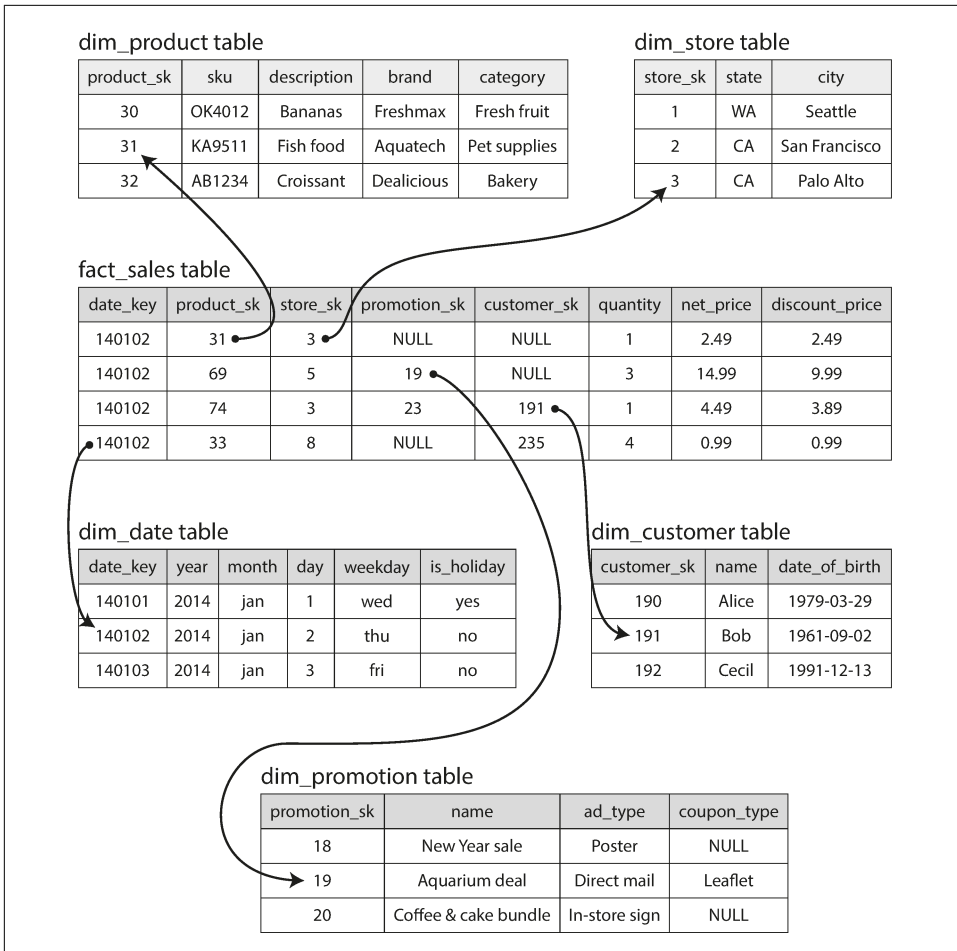 dim_product table
product_sk sku description brand category
30 OK4012 Bananas Freshmax Fresh fruit
31 KA9511 Fish food Aquatech Pet supplies
32 AB1234 Croissant Dealicious Bakery
dim_store table
store_sk state city
1 WA Seattle
2 CA San Francisco
3 CA Palo Alto
fact_sales table
date_key product_sk store_sk promotion_sk customer_sk quantity net_price discount_price
140102 31 3 NULL NULL 1 2.49 2.49
140102 69 5 19 NULL 3 14.99 9.99
140102 74 3 23 191 1 4.49 3.89
140102 33 8 NULL 235 4 0.99 0.99
dim_date table
date_key year month day weekday is_holiday
140101 2014 jan 1 wed yes
140102 2014 jan 2 thu no
140103 2014 jan 3 fri no
dim_customer table
customer_sk name date_of_birth
190 Alice 1979-03-29
191 Bob 1961-09-02
192 Cecil 1991-12-13
dim_promotion table
promotion_sk name ad_type coupon_type
18 New Year sale Poster NULL
19 Aquarium deal Direct mail Leaflet
20 Coffee & cake bundle In-store sign NULL